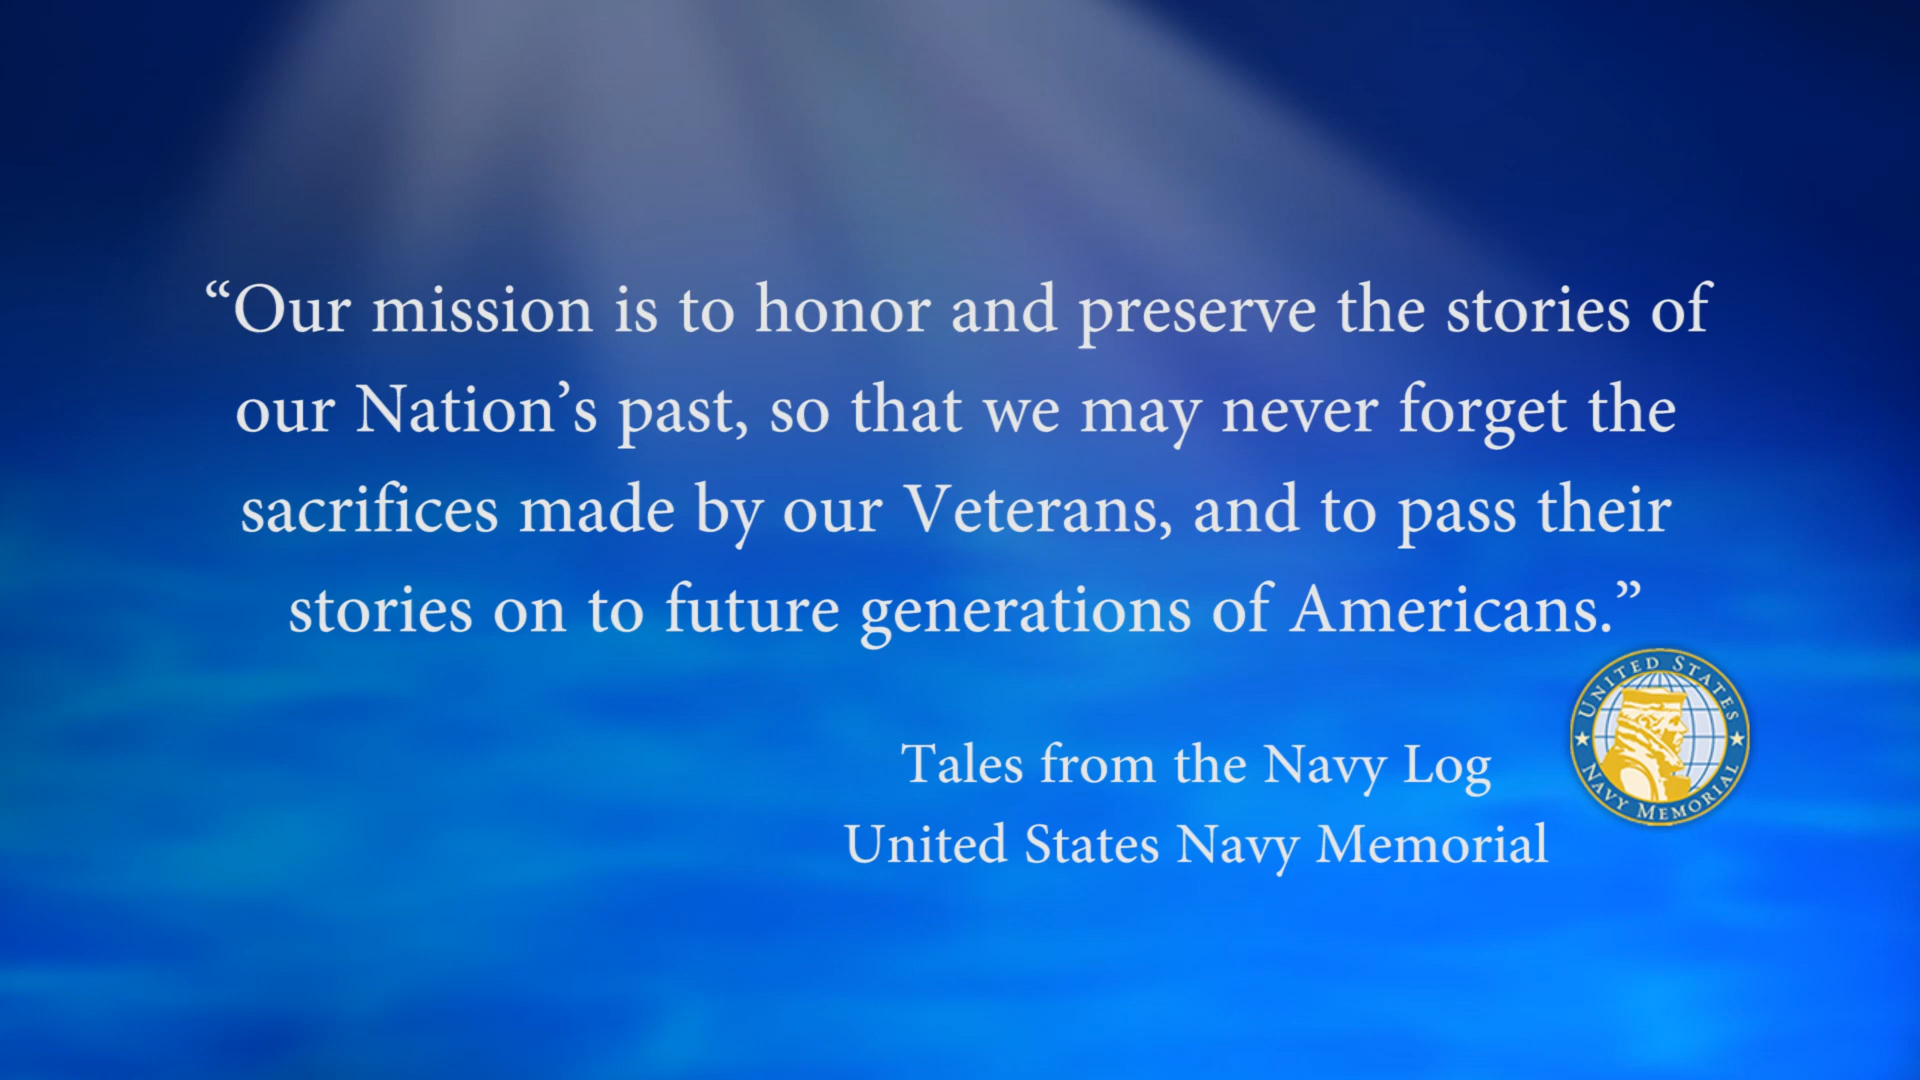 “Our mission is to honor and preserve the stories of
our Nation’s past, so that we may never forget the
sacrifices made by our Veterans, and to pass their
stories on to future generations of Americans.”
Tales from the Navy Log
United States Navy Memorial
UNITED STATES
NAVY MEMORIAL